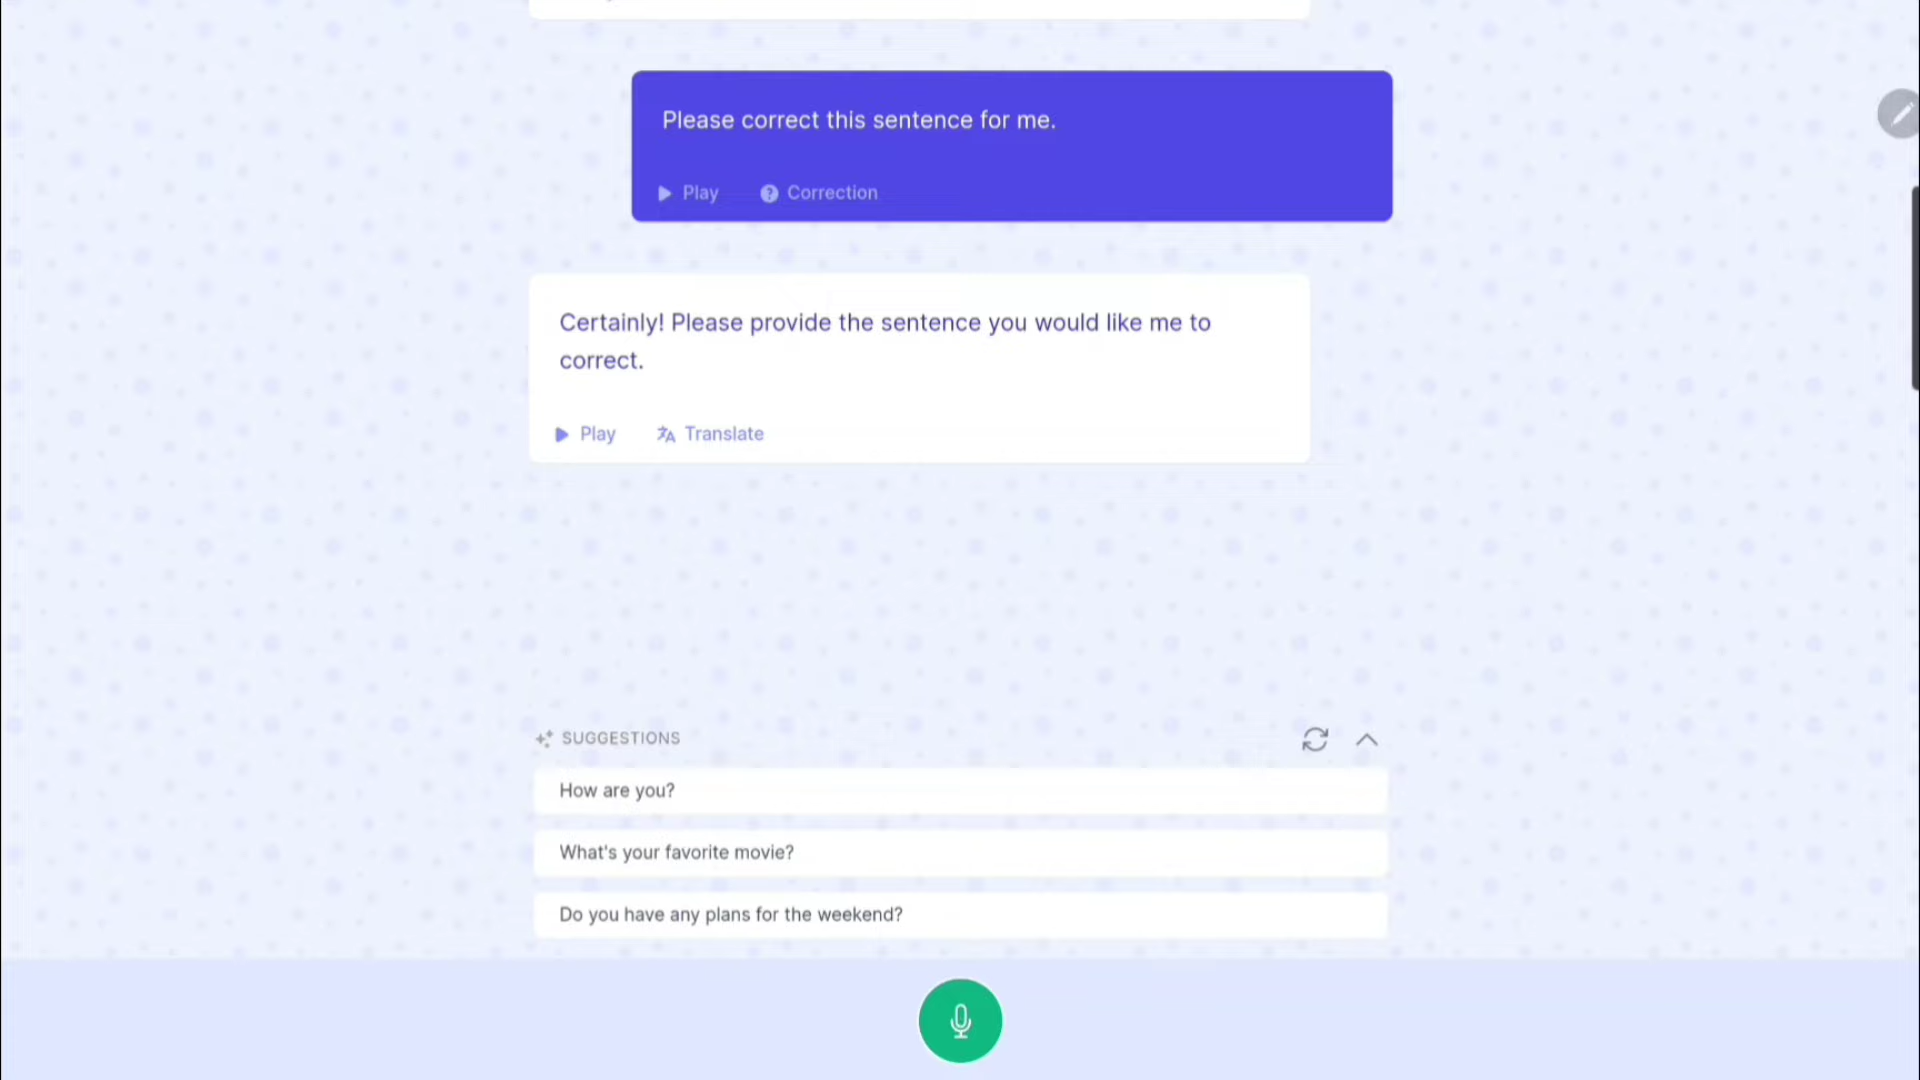 Please correct this sentence for me.
Play Correction
Certainly! Please provide the sentence you would like me to
correct.
Play Translate
SUGGESTIONS
How are you?
What's your favorite movie?
Do you have any plans for the weekend?